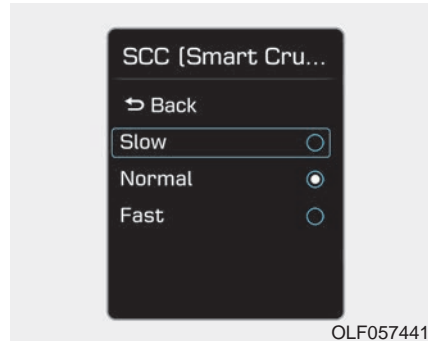 SCC (Smart Cru...
Back
Slow
Normal
Fast
OLF057441